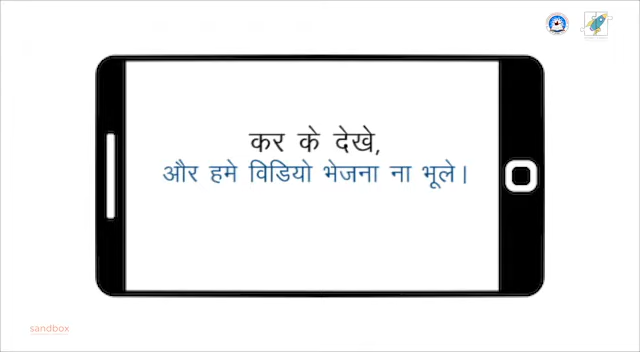 कर के देखे,
और हमे विडियो भेजना ना भूले।
sandbox